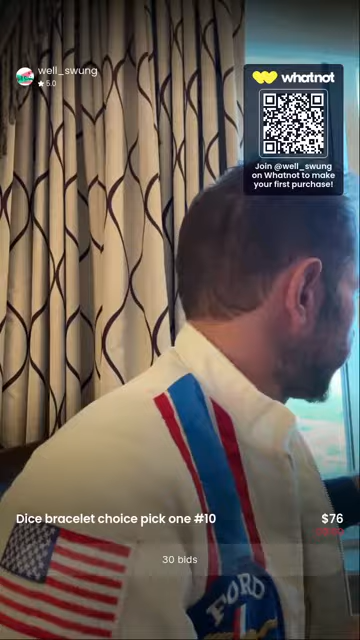 well_swung
5.0
whatnot
Join @well_swung
on Whatnot to make
your first purchase!
Dice bracelet choice pick one #10
$76
30 bids
FORD